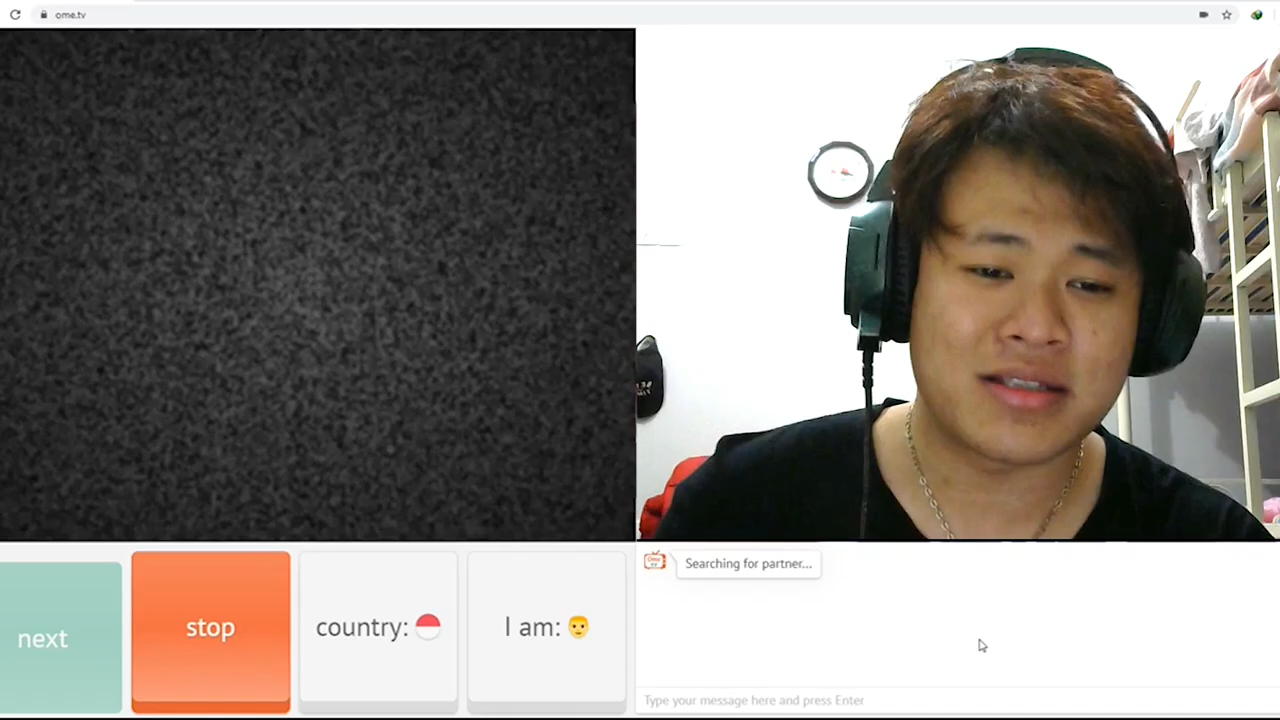 ome.tv
Searching for partner...
next
stop
country:
I am:
Type your message here and press Enter